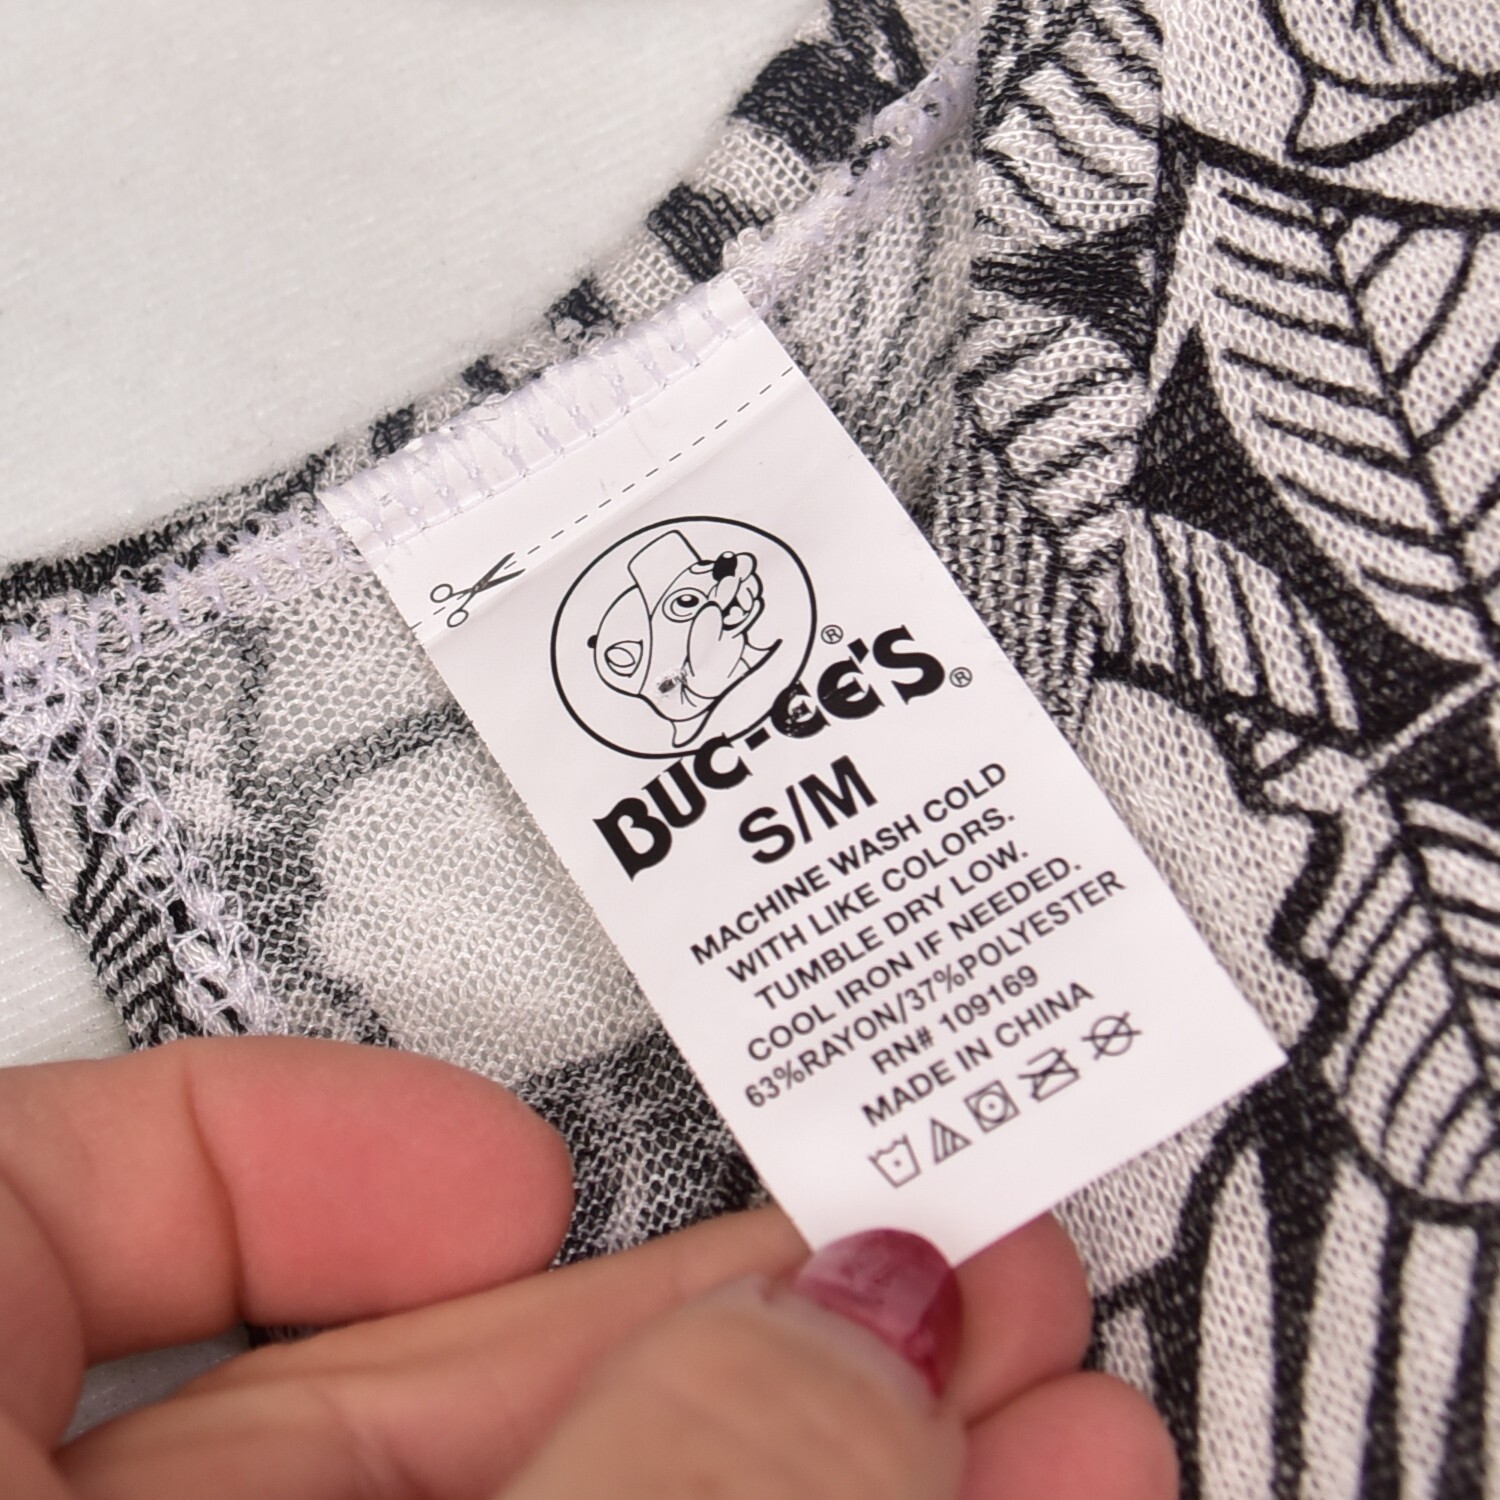 BUC-EE'S®
S/M
MACHINE WASH COLD
WITH LIKE COLORS.
TUMBLE DRY LOW.
COOL IRON IF NEEDED.
63%RAYON/37%POLYESTER
RN# 109169
MADE IN CHINA